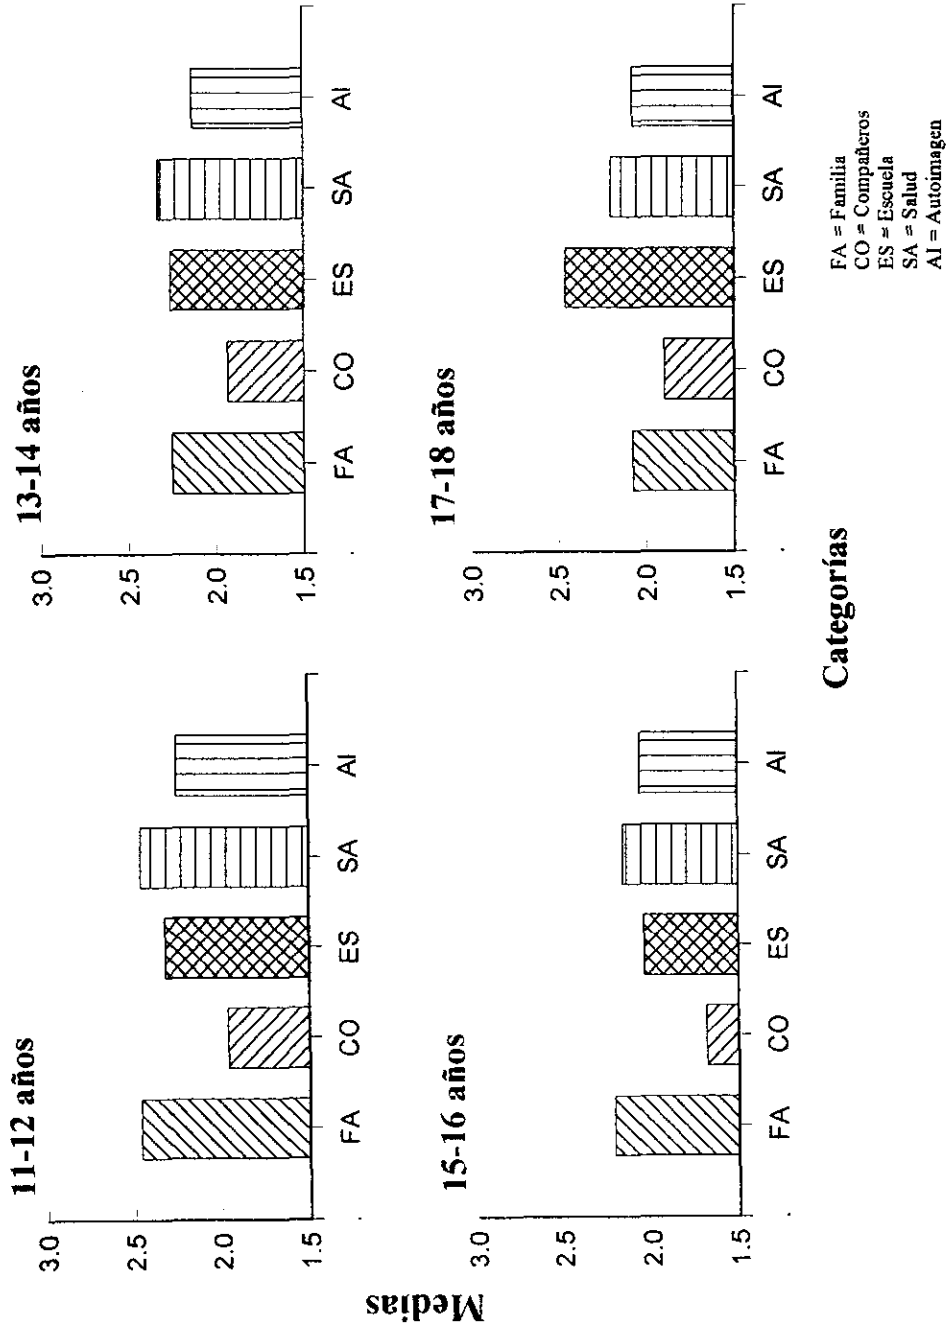 11-12 años
3.0
2.5
2.0
1.5
FA CO ES SA AI
13-14 años
3.0
2.5
2.0
1.5
FA CO ES SA AI
Medias
15-16 años
3.0
2.5
2.0
1.5
FA CO ES SA AI
17-18 años
3.0
2.5
2.0
1.5
FA CO ES SA AI
Categorías
FA = Familia
CO = Compañeros
ES = Escuela
SA = Salud
AI = Autoimagen